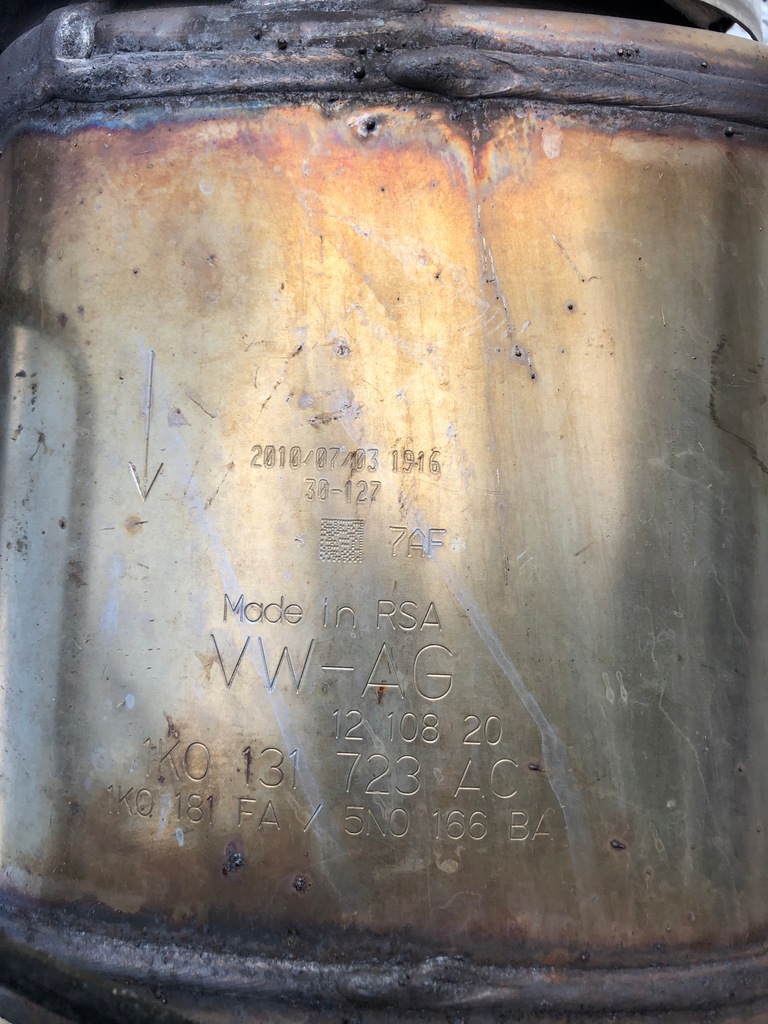 2010/07/03 1916
30-127
7AF
Made in RSA
VW-AG
12 108 20
1K0 131 723 AC
1K0 181 FA / 5N0 166 BA